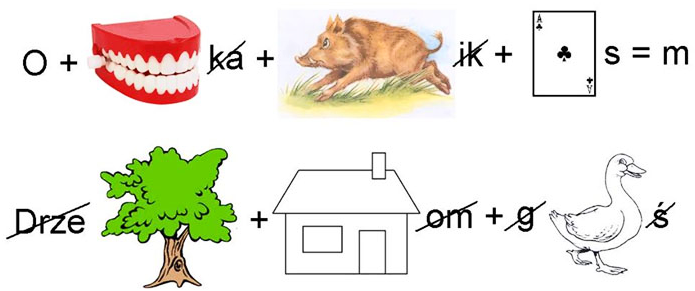 O + ka + ik + A A s = m
Drze + om + g ś